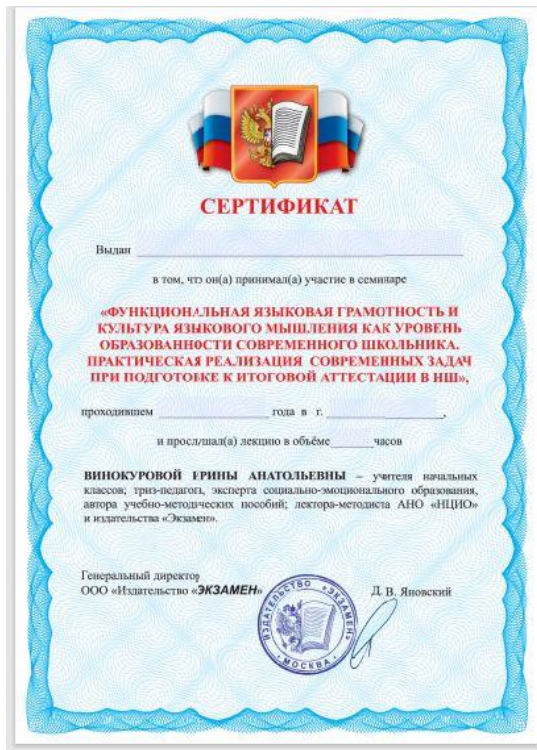 СЕРТИФИКАТ
Выдан
в том, что он(а) принимал(а) участие в семинаре
«ФУНКЦИОНАЛЬНАЯ ЯЗЫКОВАЯ ГРАМОТНОСТЬ И
КУЛЬТУРА ЯЗЫКОВОГО МЫШЛЕНИЯ КАК УРОВЕНЬ
ОБРАЗОВАННОСТИ СОВРЕМЕННОГО ШКОЛЬНИКА.
ПРАКТИЧЕСКАЯ РЕАЛИЗАЦИЯ СОВРЕМЕННЫХ ЗАДАЧ
ПРИ ПОДГОТОВКЕ К ИТОГОВОЙ АТТЕСТАЦИИ В НШ»,
проходившем года в г. ,
и прослушал(а) лекцию в объёме часов
ВИНОКУРОВОЙ ИРИНЫ АНАТОЛЬЕВНЫ – учителя начальных
классов; триз-педагога, эксперта социально-эмоционального образования,
автора учебно-методических пособий; лектора-методиста АНО «НЦИО»
и издательства «Экзамен».
Генеральный директор
ООО «Издательство «ЭКЗАМЕН» Д. В. Яновский
ИЗДАТЕЛЬСТВО «ЭКЗАМЕН»
МОСКВА